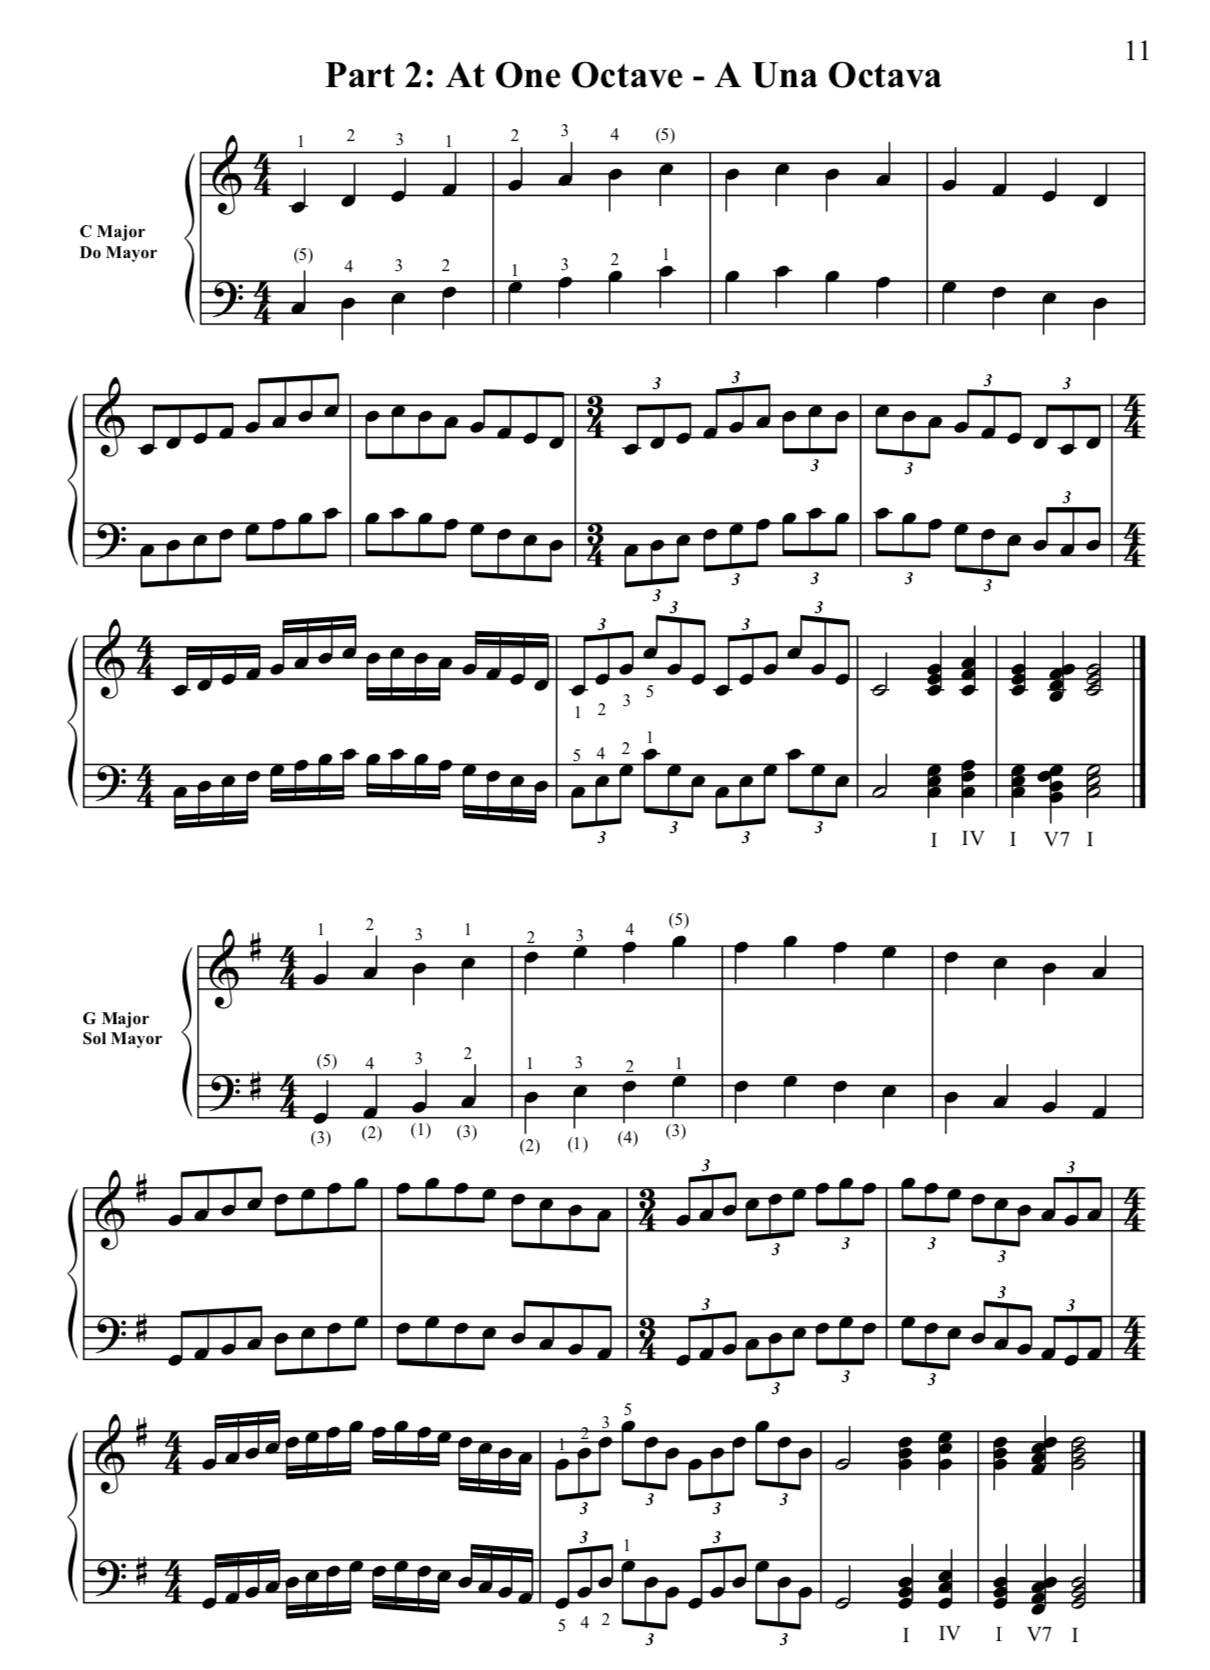 11
Part 2: At One Octave - A Una Octava
1 2 3 1 2 3 4 (5)
C Major
Do Mayor
(5) 4 3 2 1 3 2 1
3 3 3 3
3 3
3
3 3 3 3
3 3 3 3
1 2 3 5
5 4 2 1
3 3 3 3
I IV I V7 I
1 2 3 1 2 3 4 (5)
G Major
Sol Mayor
(5) 4 3 2 1 3 2 1
(3) (2) (1) (3) (2) (1) (4) (3)
3 3
3 3 3 3
3 3 3
3 3 3
1 2 3 5
3 3 3 3
3 3 1
5 4 2 3 3
I IV I V7 I